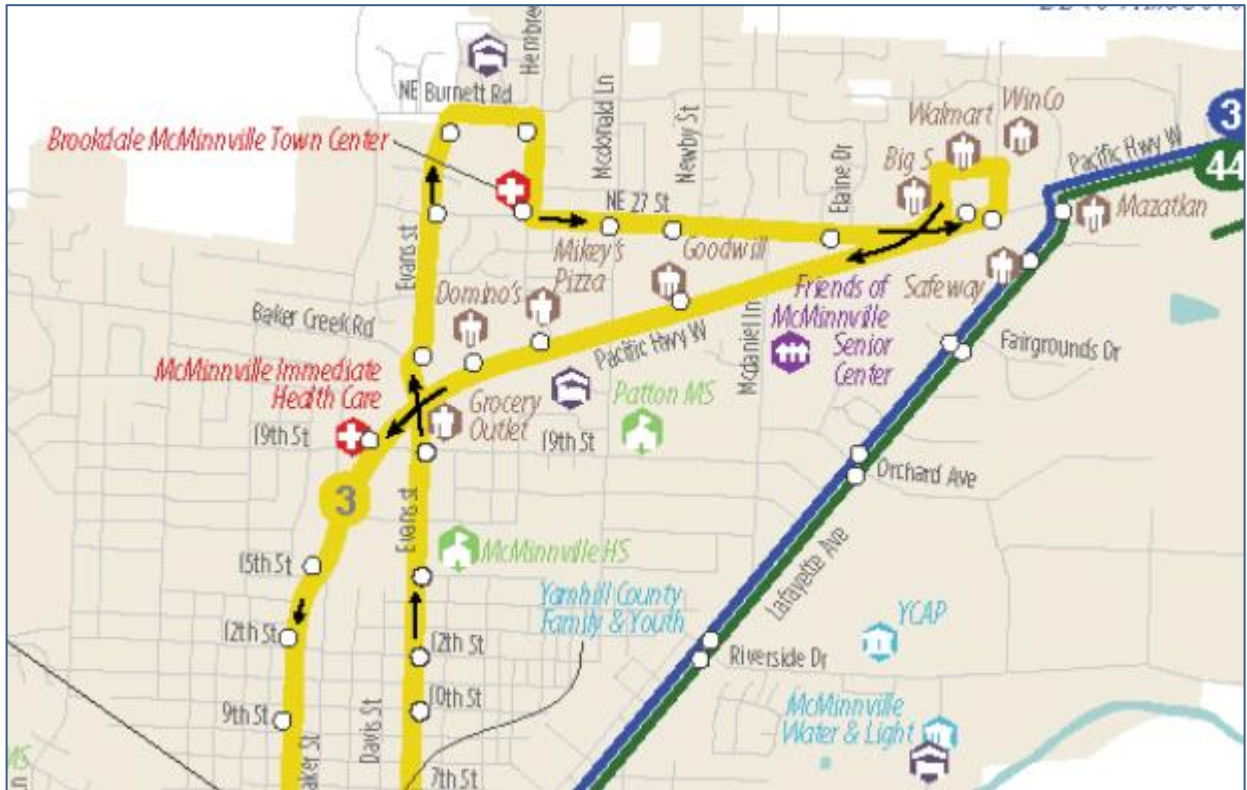 NE Burnett Rd
Hembree
Brookdale McMinnville Town Center
Mcdonald Ln
Newby St
Walmart
WinCo
Pacific Hwy W
3
44
Big S
Elaine Dr
NE 27 St
Mazatlan
Evans st
Mikey's
Pizza
Goodwill
Domino's
Friends of
McMinnville
Senior
Center
Safeway
Baker Creek Rd
Pacific Hwy W
Mcdaniel Ln
Fairgrounds Dr
McMinnville Immediate
Health Care
Grocery
Outlet
Patton MS
19th St
19th St
Orchard Ave
3
Evans st
McMinnville HS
Lafayette Ave
15th St
Yamhill County
Family & Youth
YCAP
12th St
12th St
Riverside Dr
10th St
9th St
Davis St
McMinnville
Water & Light
MS
aker St
7th St